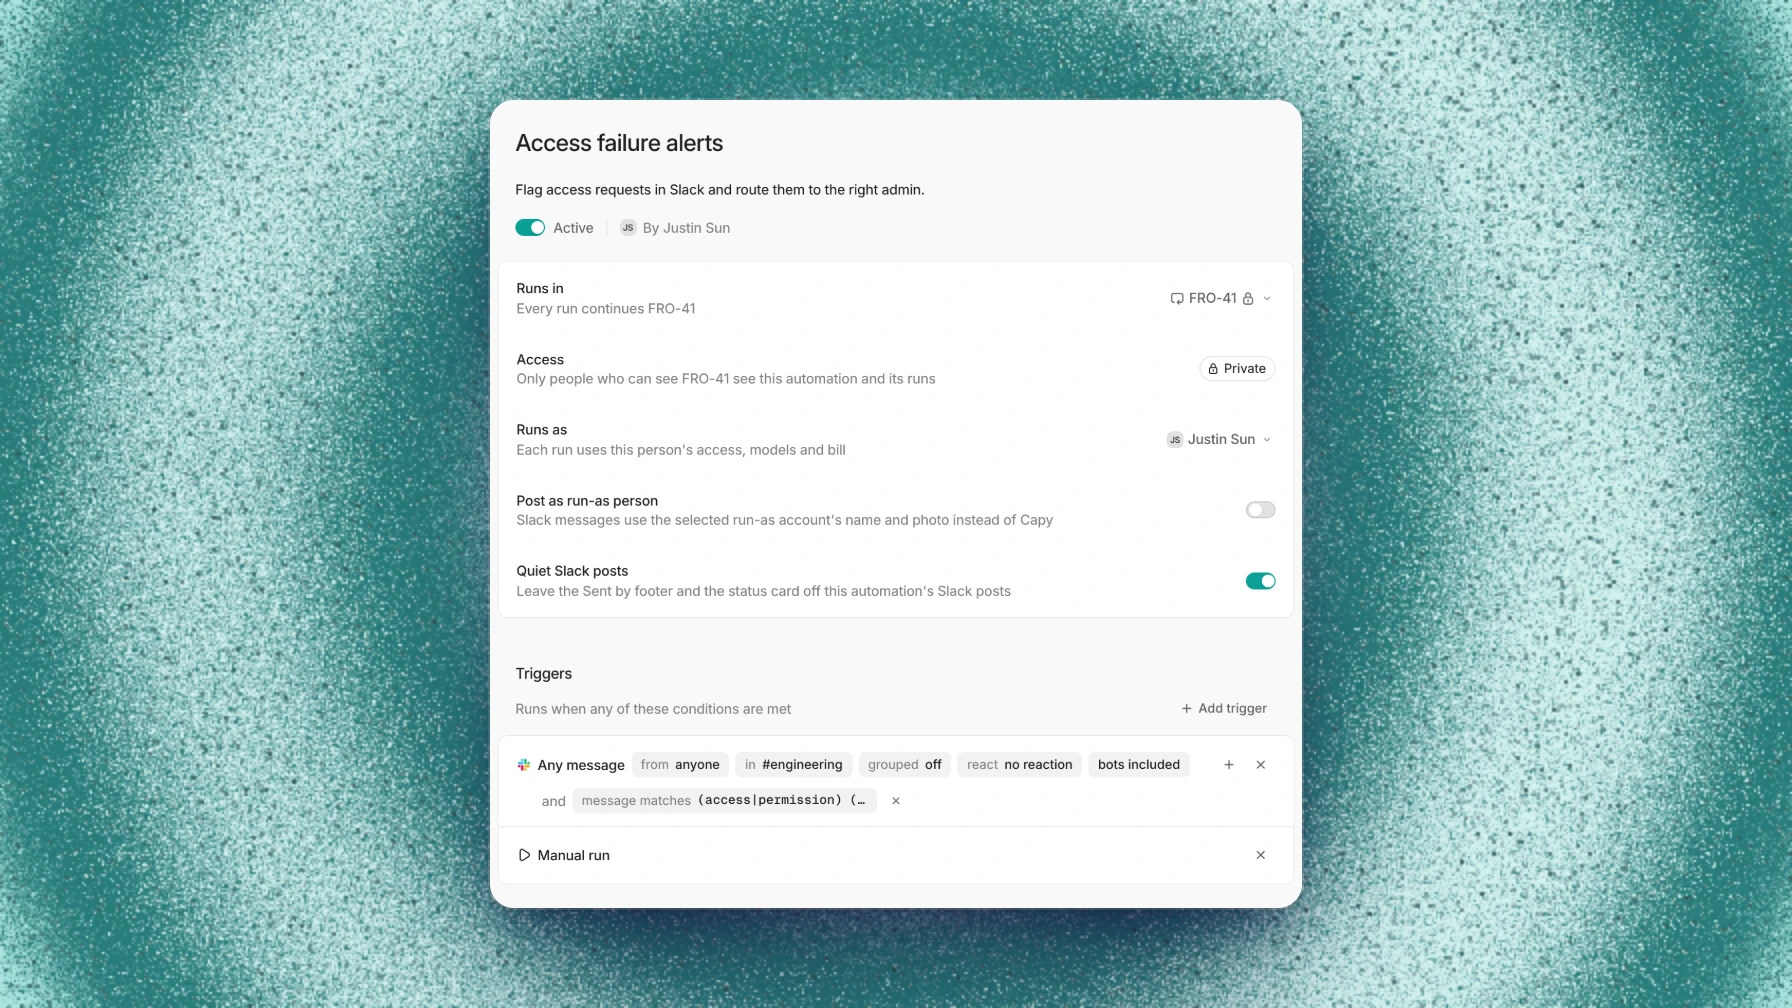 Access failure alerts
Flag access requests in Slack and route them to the right admin.
Active
JS By Justin Sun
Runs in
Every run continues FRO-41
FRO-41
Access
Only people who can see FRO-41 see this automation and its runs
Private
Runs as
Each run uses this person's access, models and bill
JS Justin Sun
Post as run-as person
Slack messages use the selected run-as account's name and photo instead of Capy
Quiet Slack posts
Leave the Sent by footer and the status card off this automation's Slack posts
Triggers
Runs when any of these conditions are met
+ Add trigger
Any message from anyone in #engineering grouped off react no reaction bots included
and message matches (access|permission) (…
Manual run